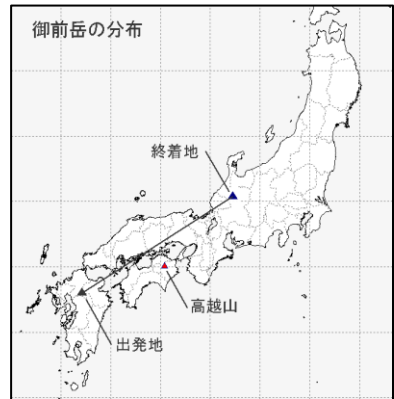 御前岳の分布
終着地
高越山
出発地